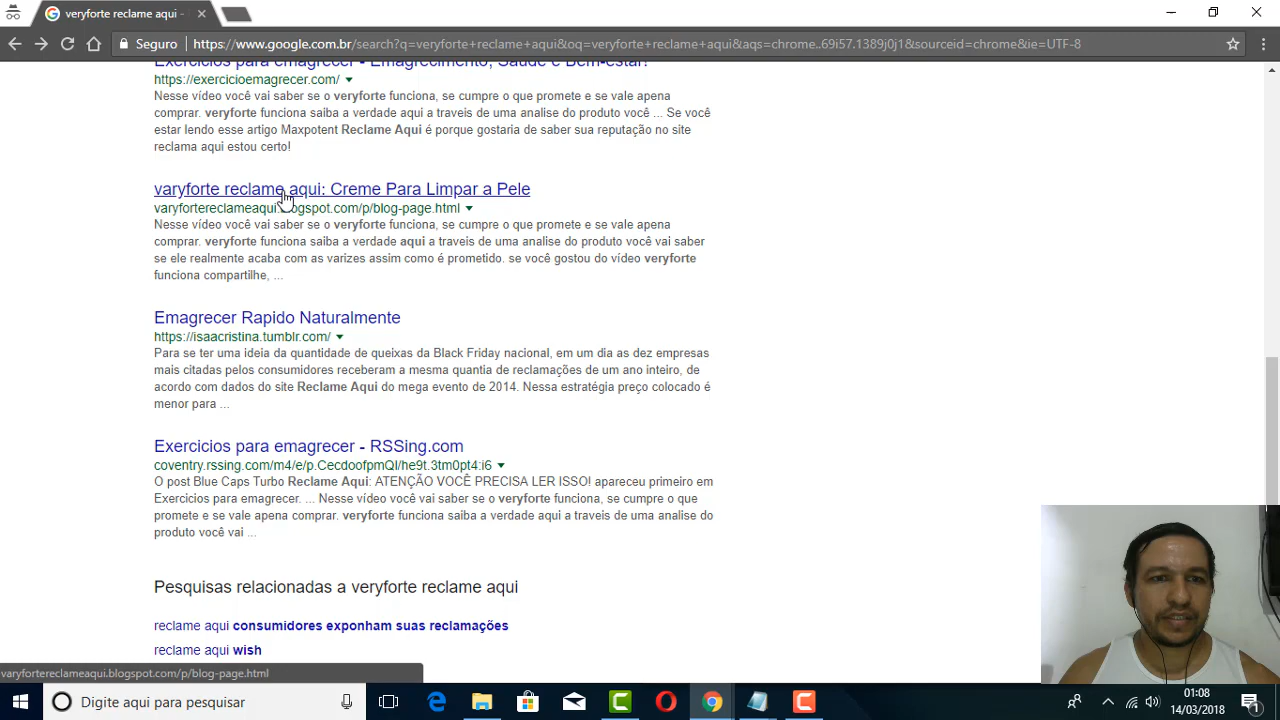 veryforte reclame aqui -
Seguro
https://www.google.com.br/search?q=veryforte+reclame+aqui&oq=veryforte+reclame+aqui&aqs=chrome..69i57.1389j0j1&sourceid=chrome&ie=UTF-8
Exercicios para emagrecer - Emagrecimento, Saúde e Bem-estar!
https://exercicioemagrecer.com/
Nesse vídeo você vai saber se o veryforte funciona, se cumpre o que promete e se vale apena
comprar. veryforte funciona saiba a verdade aqui a traveis de uma analise do produto você ... Se você
estar lendo esse artigo Maxpotent Reclame Aqui é porque gostaria de saber sua reputação no site
reclama aqui estou certo!
varyforte reclame aqui: Creme Para Limpar a Pele
varyfortereclameaqui.blogspot.com/p/blog-page.html
Nesse vídeo você vai saber se o veryforte funciona, se cumpre o que promete e se vale apena
comprar. veryforte funciona saiba a verdade aqui a traveis de uma analise do produto você vai saber
se ele realmente acaba com as varizes assim como é prometido. se você gostou do vídeo veryforte
funciona compartilhe, ...
Emagrecer Rapido Naturalmente
https://isaacristina.tumblr.com/
Para se ter uma ideia da quantidade de queixas da Black Friday nacional, em um dia as dez empresas
mais citadas pelos consumidores receberam a mesma quantia de reclamações de um ano inteiro, de
acordo com dados do site Reclame Aqui do mega evento de 2014. Nessa estratégia preço colocado é
menor para ...
Exercicios para emagrecer - RSSing.com
coventry.rssing.com/m4/e/p.CecdoofpmQI/he9t.3tm0pt4:i6
O post Blue Caps Turbo Reclame Aqui: ATENÇÃO VOCÊ PRECISA LER ISSO! apareceu primeiro em
Exercicios para emagrecer. ... Nesse vídeo você vai saber se o veryforte funciona, se cumpre o que
promete e se vale apena comprar. veryforte funciona saiba a verdade aqui a traveis de uma analise do
produto você vai ...
Pesquisas relacionadas a veryforte reclame aqui
reclame aqui consumidores exponham suas reclamações
reclame aqui wish
varyfortereclameaqui.blogspot.com/p/blog-page.html
Digite aqui para pesquisar
01:08
14/03/2018
1